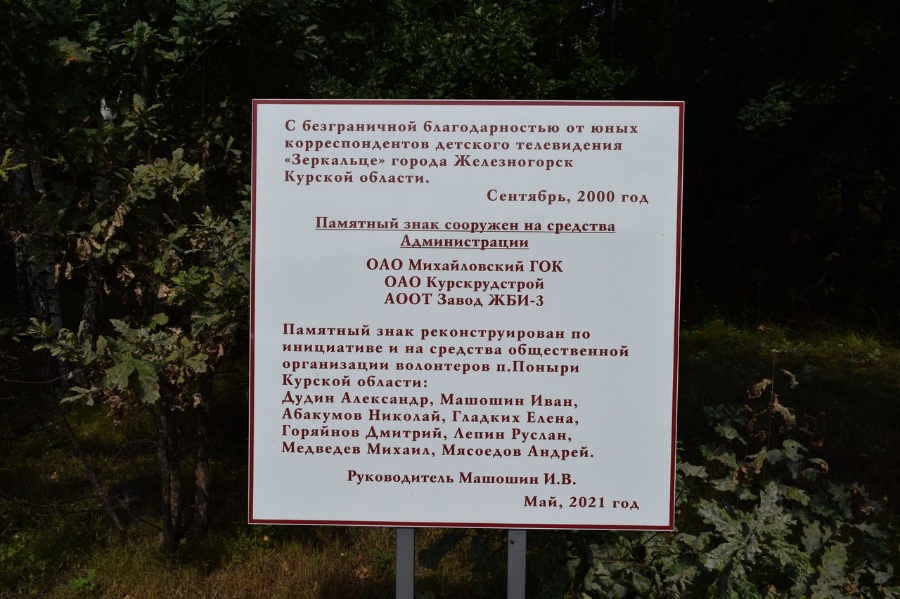 С безграничной благодарностью от юных
корреспондентов детского телевидения
«Зеркальце» города Железногорск
Курской области.
Сентябрь, 2000 год
Памятный знак сооружен на средства
Администрации
ОАО Михайловский ГОК
ОАО Курскрудстрой
АООТ Завод ЖБИ-3
Памятный знак реконструирован по
инициативе и на средства общественной
организации волонтеров п.Поныри
Курской области:
Дудин Александр, Машошин Иван,
Абакумов Николай, Гладких Елена,
Горяйнов Дмитрий, Лепин Руслан,
Медведев Михаил, Мясоедов Андрей.
Руководитель Машошин И.В.
Май, 2021 год